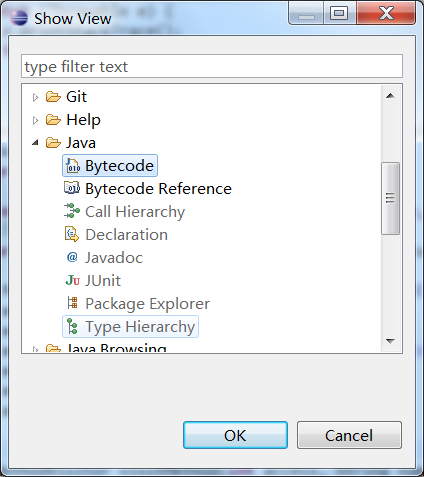 Show View
type filter text
Git
Help
Java
Bytecode
Bytecode Reference
Call Hierarchy
Declaration
@ Javadoc
JU JUnit
Package Explorer
Type Hierarchy
Java Browsing
OK
Cancel